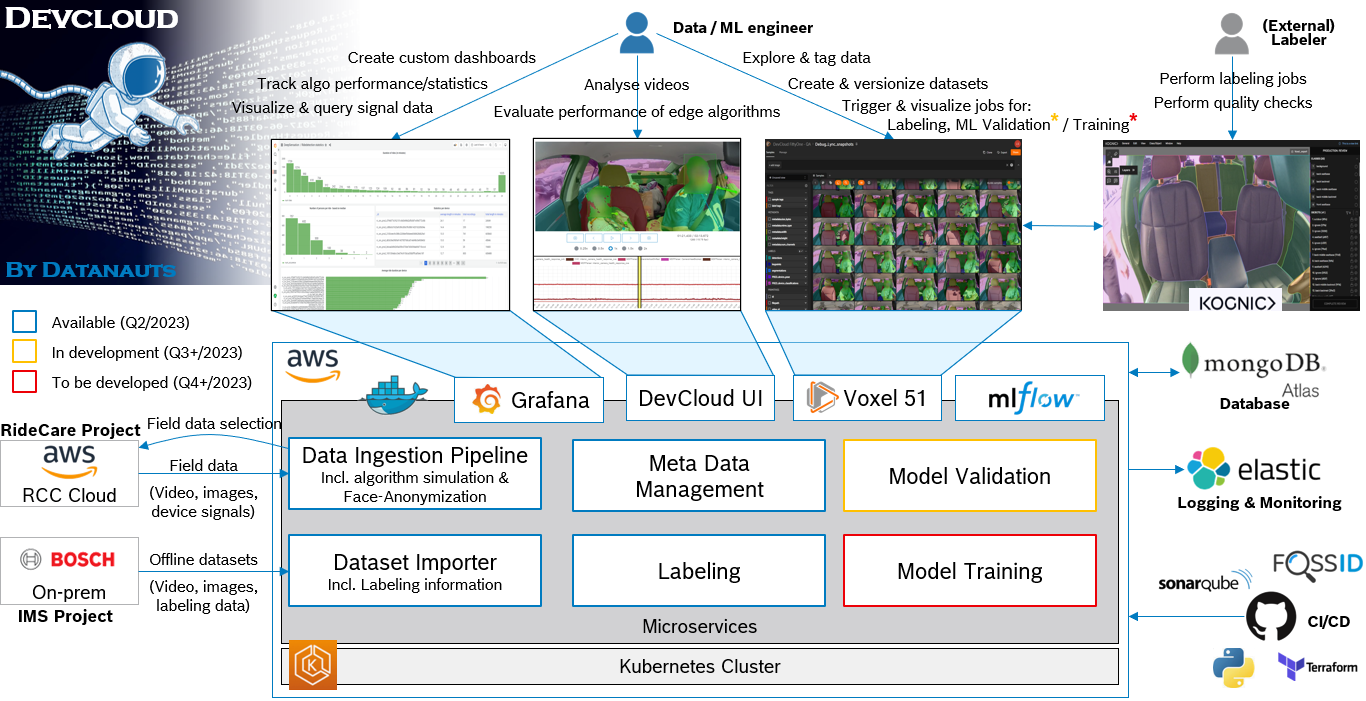 DEVCLOUD
BY DATANAUTS
Data / ML engineer
(External)
Labeler
Create custom dashboards
Track algo performance/statistics
Visualize & query signal data
Analyse videos
Evaluate performance of edge algorithms
Explore & tag data
Create & versionize datasets
Trigger & visualize jobs for:
Labeling, ML Validation* / Training*
Perform labeling jobs
Perform quality checks
KOGNIC
Available (Q2/2023)
In development (Q3+/2023)
To be developed (Q4+/2023)
aws
Grafana
DevCloud UI
Voxel 51
mlflow
mongoDB.
Atlas
Database
RideCare Project
aws
RCC Cloud
Field data selection
Field data
(Video, images,
device signals)
Data Ingestion Pipeline
Incl. algorithm simulation &
Face-Anonymization
Meta Data
Management
Model Validation
elastic
Logging & Monitoring
BOSCH
On-prem
IMS Project
Offline datasets
(Video, images,
labeling data)
Dataset Importer
Incl. Labeling information
Labeling
Model Training
Microservices
Kubernetes Cluster
FOSSID
sonarqube
CI/CD
Terraform